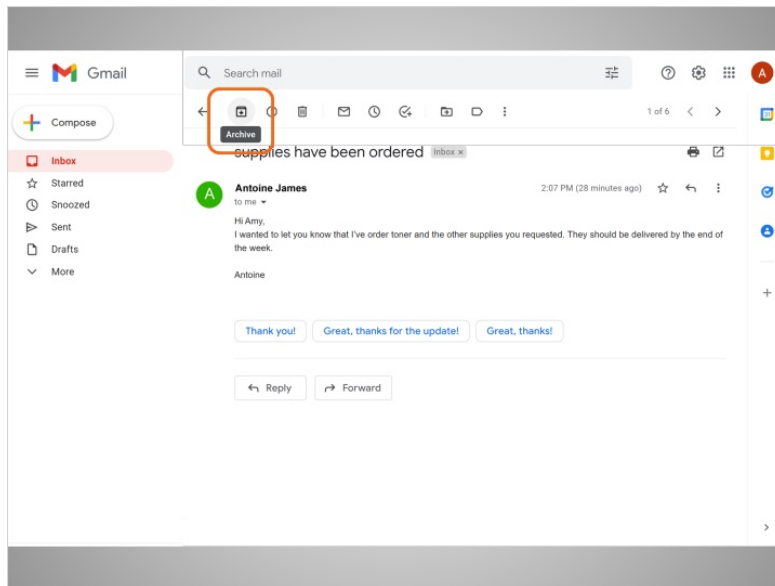 Gmail
Search mail
A
Compose
1 of 6
31
Archive
Inbox
supplies have been ordered Inbox x
Starred
A
Antoine James
2:07 PM (28 minutes ago)
to me
Snoozed
Sent
Hi Amy,
I wanted to let you know that I've order toner and the other supplies you requested. They should be delivered by the end of
the week.
Drafts
More
Antoine
Thank you!
Great, thanks for the update!
Great, thanks!
Reply
Forward